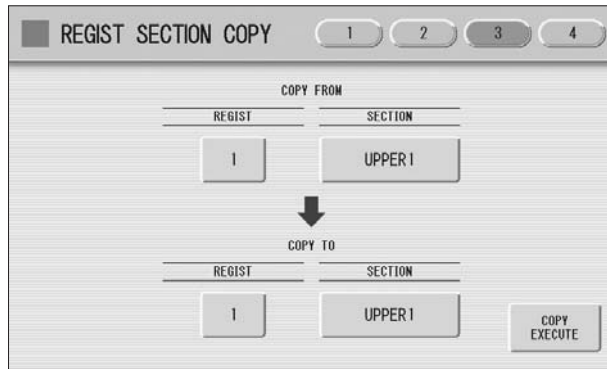 REGIST SECTION COPY 1 2 3 4
COPY FROM
REGIST SECTION
1 UPPER1
COPY TO
REGIST SECTION
1 UPPER1
COPY
EXECUTE